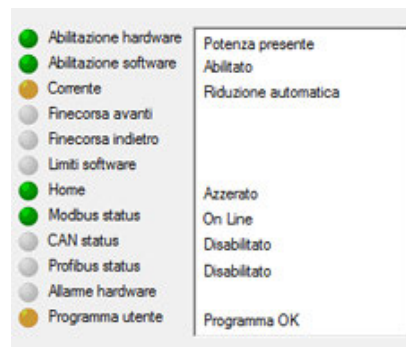 Abilitazione hardware Potenza presente
Abilitazione software Abilitato
Corrente Riduzione automatica
Finecorsa avanti
Finecorsa indietro
Limiti software
Home Azzerato
Modbus status On Line
CAN status Disabilitato
Profibus status Disabilitato
Allarme hardware
Programma utente Programma OK